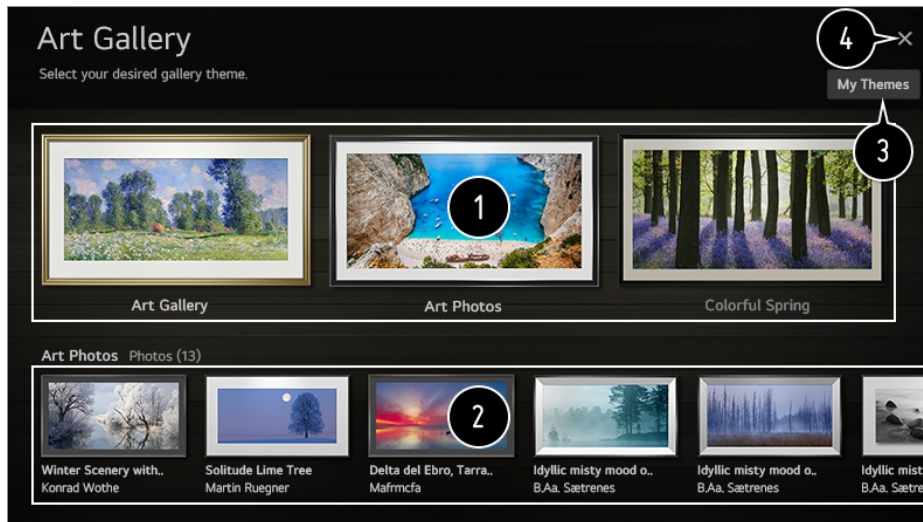 Art Gallery
4
×
Select your desired gallery theme.
My Themes
3
1
Art Gallery
Art Photos
Colorful Spring
Art Photos Photos (13)
2
Winter Scenery with..
Solitude Lime Tree
Delta del Ebro, Tarra..
Idyllic misty mood o..
Idyllic misty mood o..
Idyllic mist
Konrad Wothe
Martin Ruegner
Mafrmcfa
B.Aa. Sætrenes
B.Aa. Sætrenes
B.Aa. Sætre